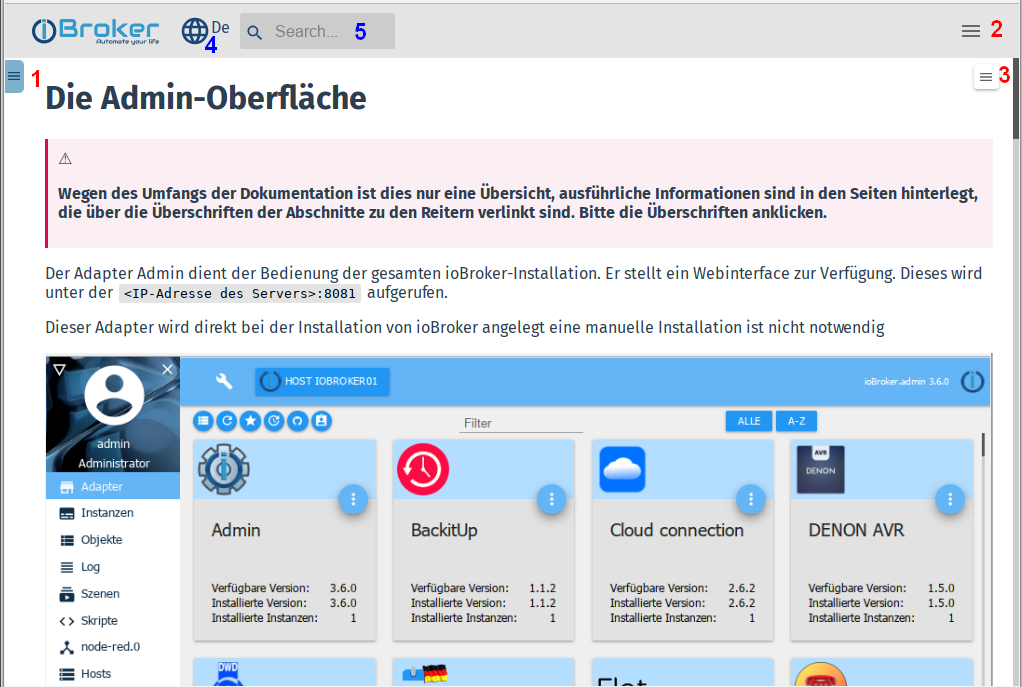 ioBroker
Automate your life
De
4
Search...
5
2
1
3
Die Admin-Oberfläche
⚠
Wegen des Umfangs der Dokumentation ist dies nur eine Übersicht, ausführliche Informationen sind in den Seiten hinterlegt,
die über die Überschriften der Abschnitte zu den Reitern verlinkt sind. Bitte die Überschriften anklicken.
Der Adapter Admin dient der Bedienung der gesamten ioBroker-Installation. Er stellt ein Webinterface zur Verfügung. Dieses wird
unter der <IP-Adresse des Servers>:8081 aufgerufen.
Dieser Adapter wird direkt bei der Installation von ioBroker angelegt eine manuelle Installation ist nicht notwendig
HOST IOBROKER01
ioBroker.admin 3.6.0
admin
Administrator
Adapter
Instanzen
Objekte
Log
Szenen
Skripte
node-red.0
Hosts
Filter
ALLE
A-Z
Admin
Verfügbare Version: 3.6.0
Installierte Version: 3.6.0
Installierte Instanzen: 1
BackitUp
Verfügbare Version: 1.1.2
Installierte Version: 1.1.2
Installierte Instanzen: 1
Cloud connection
Verfügbare Version: 2.6.2
Installierte Version: 2.6.2
Installierte Instanzen: 1
AVR
DENON
DENON AVR
Verfügbare Version: 1.5.0
Installierte Version: 1.5.0
Installierte Instanzen: 1
DWD